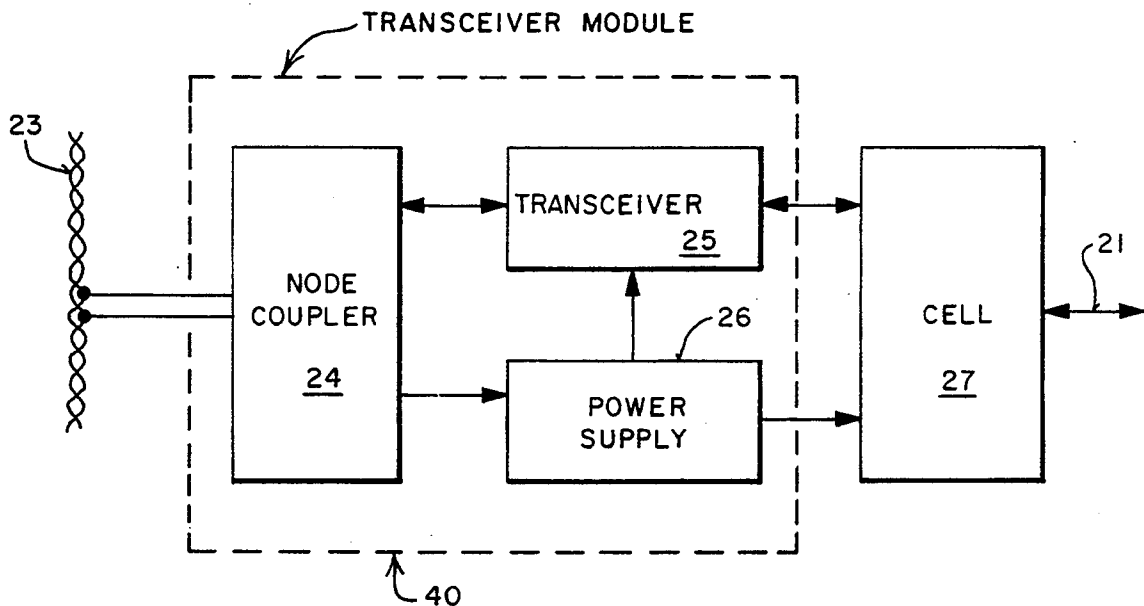 TRANSCEIVER MODULE
23
TRANSCEIVER
25
21
NODE
COUPLER
24
CELL
27
26
POWER
SUPPLY
40